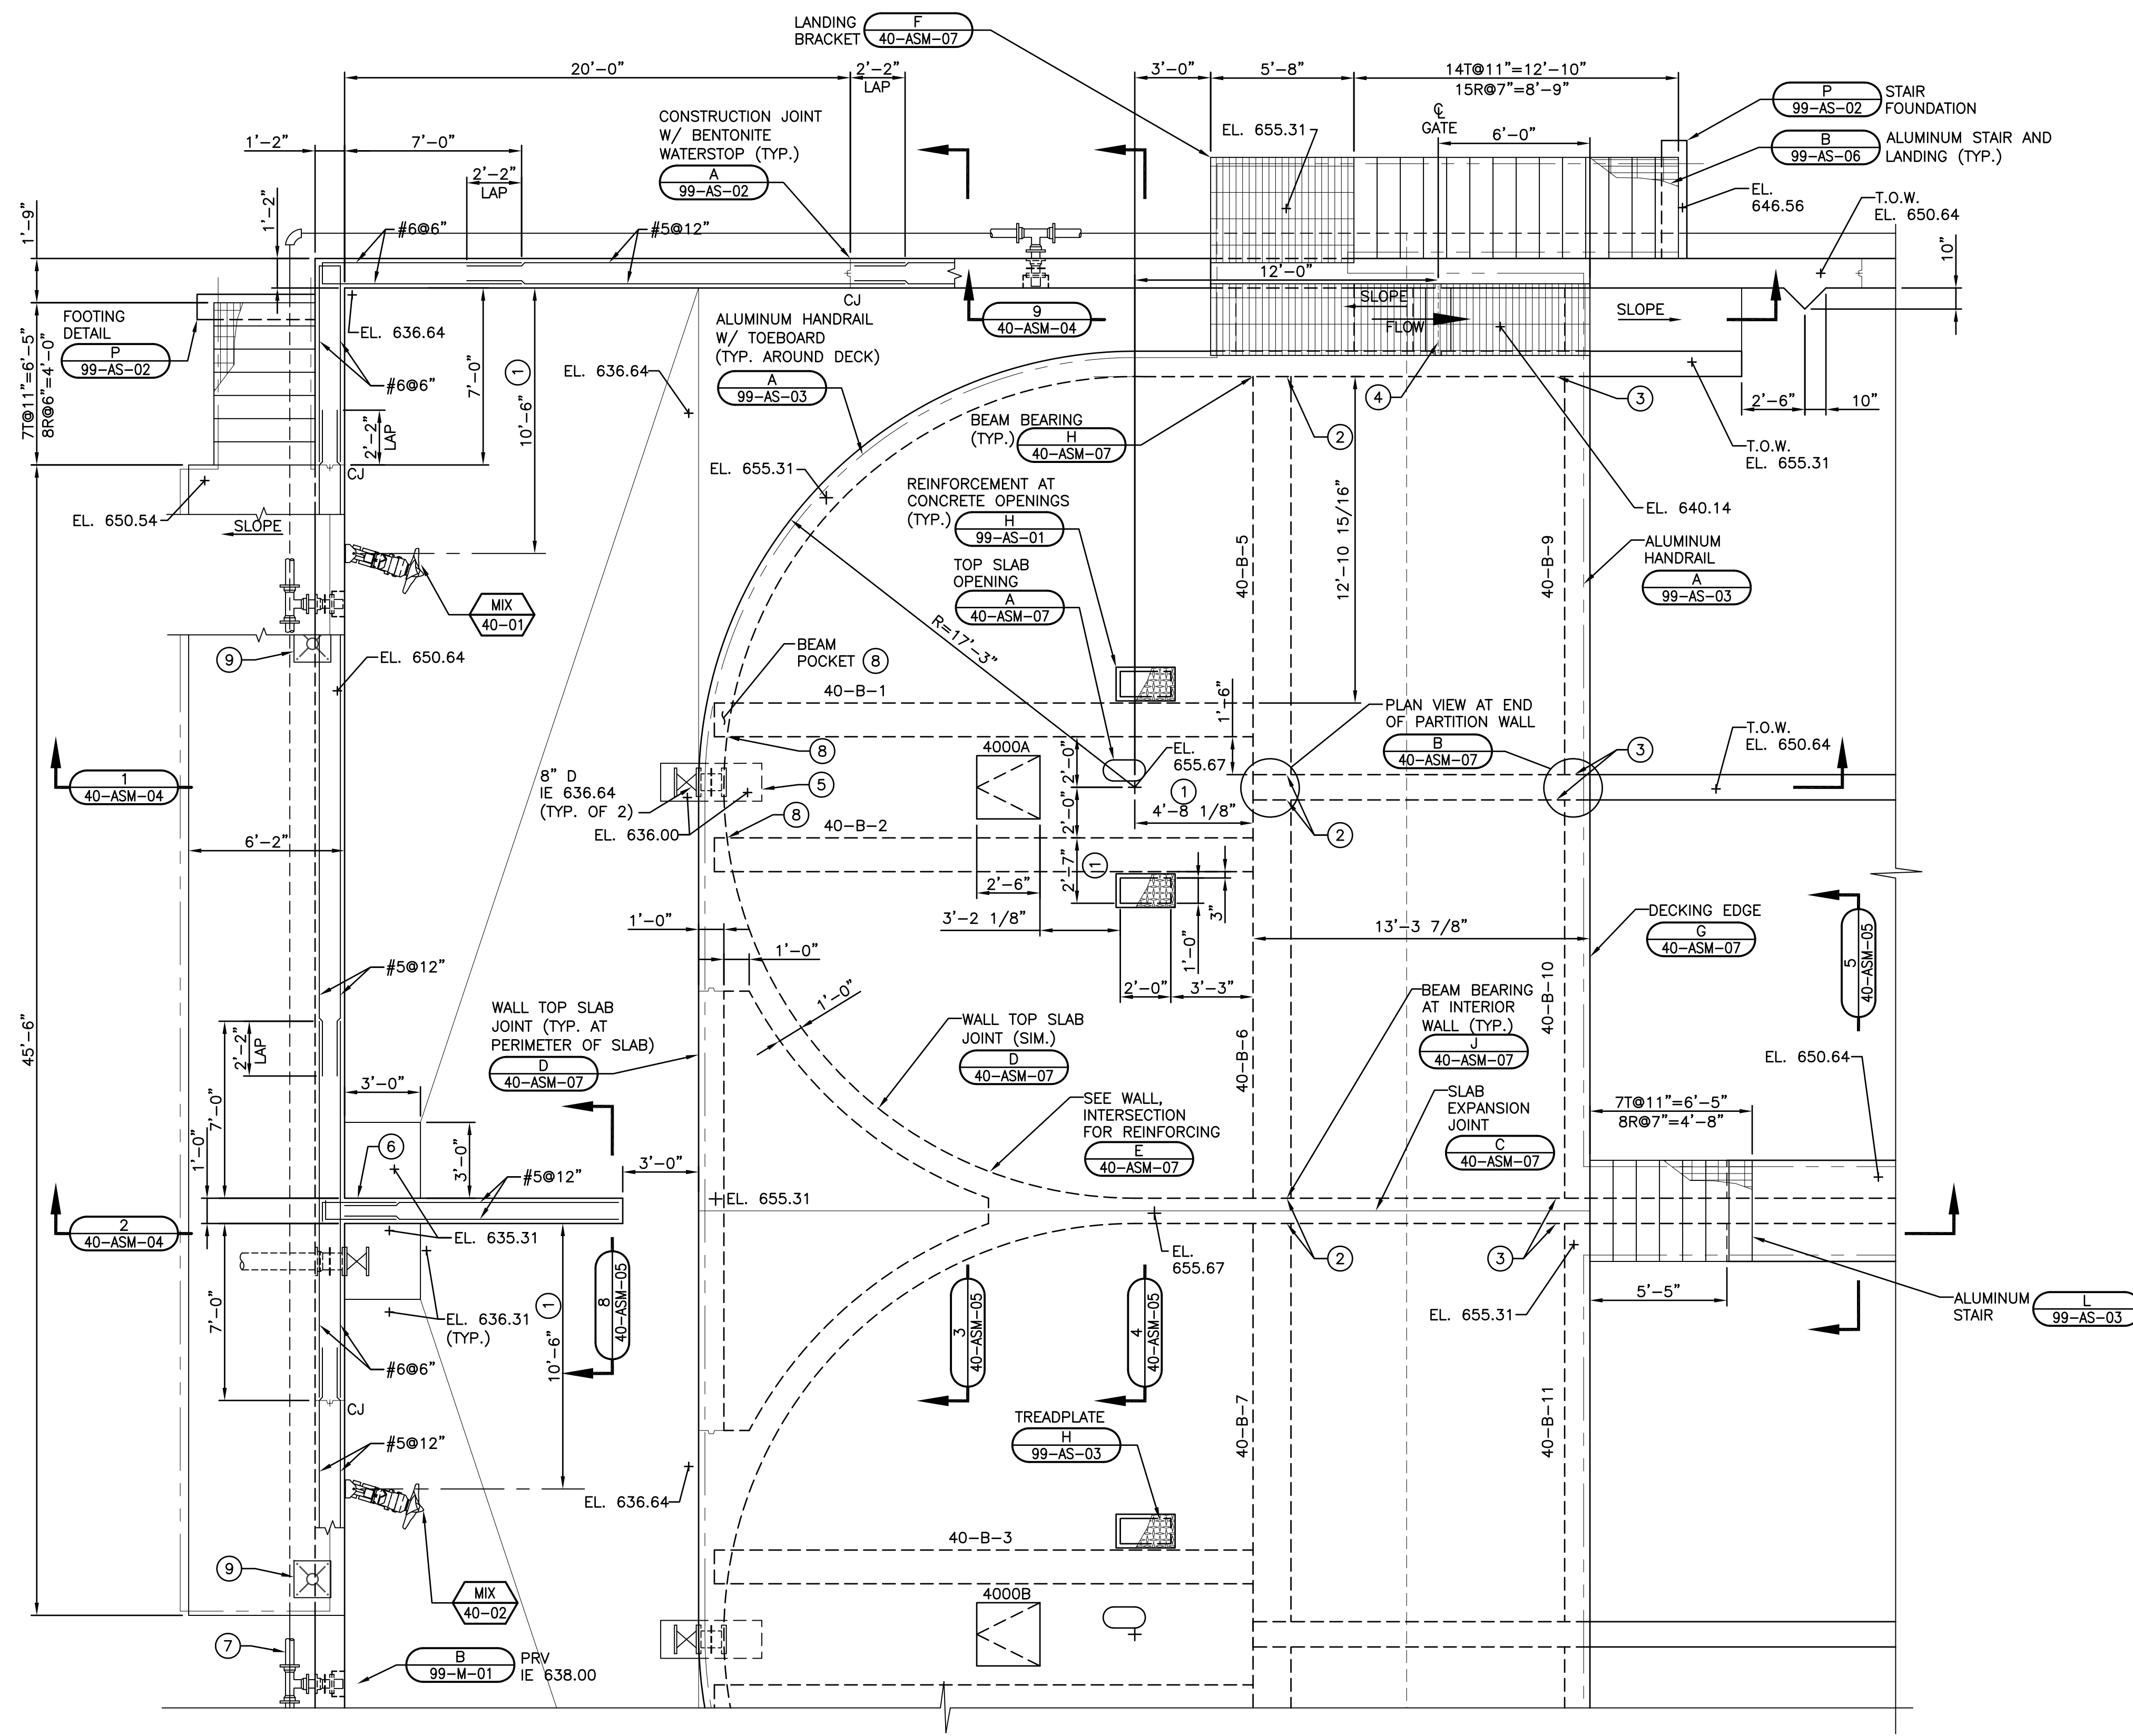 LANDING
BRACKET
F
40-ASM-07
20'-0"
2'-2"
LAP
3'-0"
5'-8"
14T@11"=12'-10"
15R@7"=8'-9"
P
99-AS-02
STAIR
FOUNDATION
CONSTRUCTION JOINT
W/ BENTONITE
WATERSTOP (TYP.)
A
99-AS-02
EL. 655.31
℄
GATE
6'-0"
B
99-AS-06
ALUMINUM STAIR AND
LANDING (TYP.)
1'-2"
7'-0"
2'-2"
LAP
EL.
646.56
T.O.W.
EL. 650.64
1'-9"
1'-2"
#6@6"
#5@12"
10"
12'-0"
CJ
9
40-ASM-04
SLOPE
FLOW
SLOPE
FOOTING
DETAIL
P
99-AS-02
EL. 636.64
ALUMINUM HANDRAIL
W/ TOEBOARD
(TYP. AROUND DECK)
A
99-AS-03
7T@11"=6'-5"
8R@6"=4'-0"
#6@6"
7'-0"
10'-6"
1
EL. 636.64
4
3
2'-6"
10"
2'-2"
LAP
CJ
BEAM BEARING
(TYP.)
H
40-ASM-07
2
T.O.W.
EL. 655.31
EL. 655.31
REINFORCEMENT AT
CONCRETE OPENINGS
(TYP.)
H
99-AS-01
EL. 650.54
SLOPE
EL. 640.14
12'-10 15/16"
40-B-5
40-B-9
ALUMINUM
HANDRAIL
A
99-AS-03
TOP SLAB
OPENING
A
40-ASM-07
MIX
40-01
R=17'-3"
9
EL. 650.64
BEAM
POCKET
8
40-B-1
1'-6"
PLAN VIEW AT END
OF PARTITION WALL
B
40-ASM-07
3
T.O.W.
EL. 650.64
8
4000A
2'-0"
EL.
655.67
1
40-ASM-04
8" D
IE 636.64
(TYP. OF 2)
5
1
4'-8 1/8"
8
EL. 636.00
40-B-2
2'-0"
2
6'-2"
2'-7"
1
2'-6"
3'-2 1/8"
3"
1'-0"
2'-0"
3'-3"
13'-3 7/8"
DECKING EDGE
G
40-ASM-07
5
40-ASM-05
1'-0"
1'-0"
1'-0"
#5@12"
45'-6"
WALL TOP SLAB
JOINT (TYP. AT
PERIMETER OF SLAB)
D
40-ASM-07
WALL TOP SLAB
JOINT (SIM.)
D
40-ASM-07
40-B-6
40-B-10
BEAM BEARING
AT INTERIOR
WALL (TYP.)
J
40-ASM-07
EL. 650.64
2'-2"
LAP
7'-0"
3'-0"
3'-0"
1'-0"
6
SEE WALL,
INTERSECTION
FOR REINFORCING
E
40-ASM-07
SLAB
EXPANSION
JOINT
C
40-ASM-07
7T@11"=6'-5"
8R@7"=4'-8"
#5@12"
3'-0"
EL. 655.31
2
40-ASM-04
EL. 635.31
EL.
655.67
2
3
EL. 655.31
5'-5"
ALUMINUM
STAIR
L
99-AS-03
7'-0"
EL. 636.31
(TYP.)
10'-6"
1
8
40-ASM-05
3
40-ASM-05
4
40-ASM-05
#6@6"
CJ
#5@12"
TREADPLATE
H
99-AS-03
40-B-7
40-B-11
EL. 636.64
40-B-3
9
MIX
40-02
4000B
7
B
99-M-01
PRV
IE 638.00